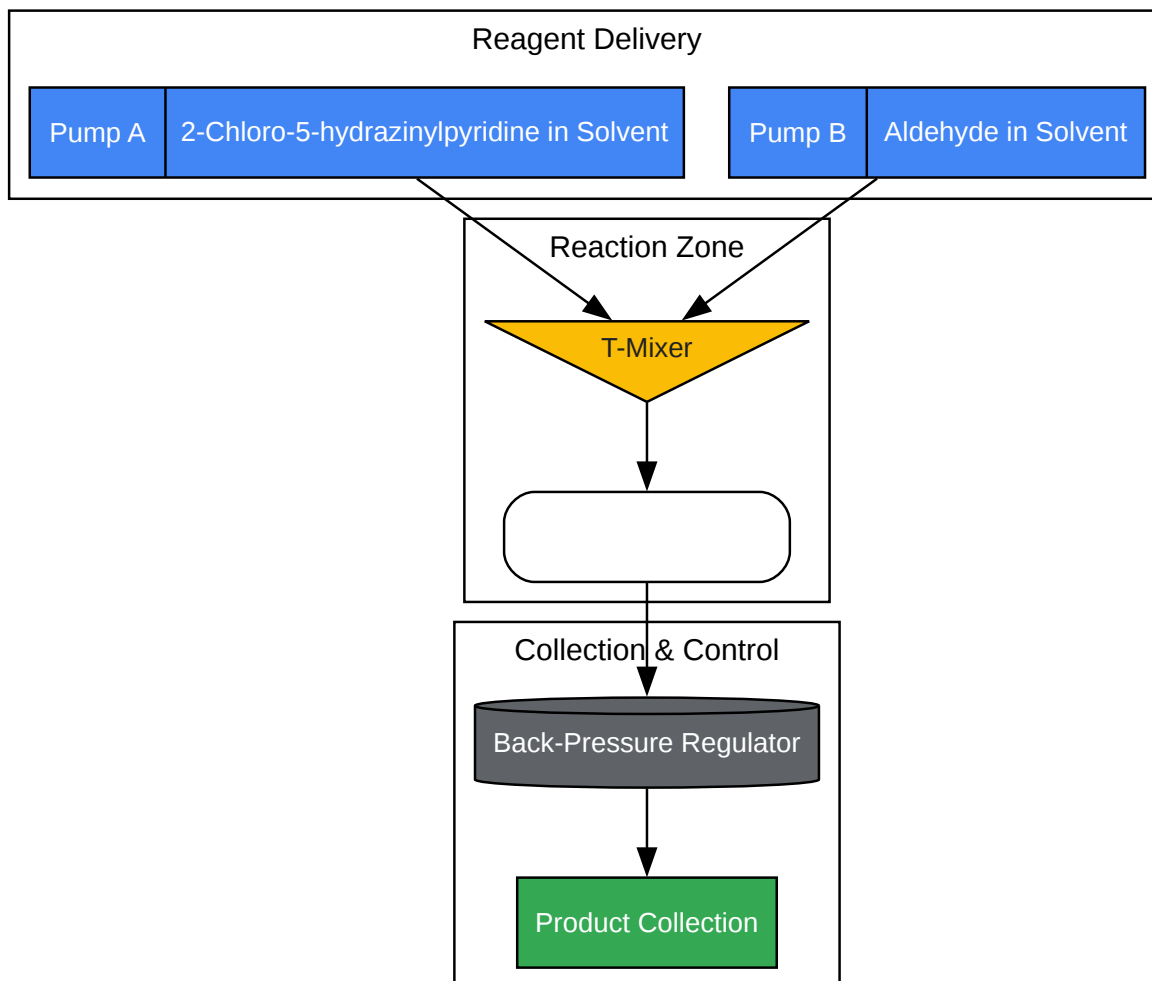 Reagent Delivery
Pump A
2-Chloro-5-hydrazinylpyridine in Solvent
Pump B
Aldehyde in Solvent
Reaction Zone
T-Mixer
Collection & Control
Back-Pressure Regulator
Product Collection